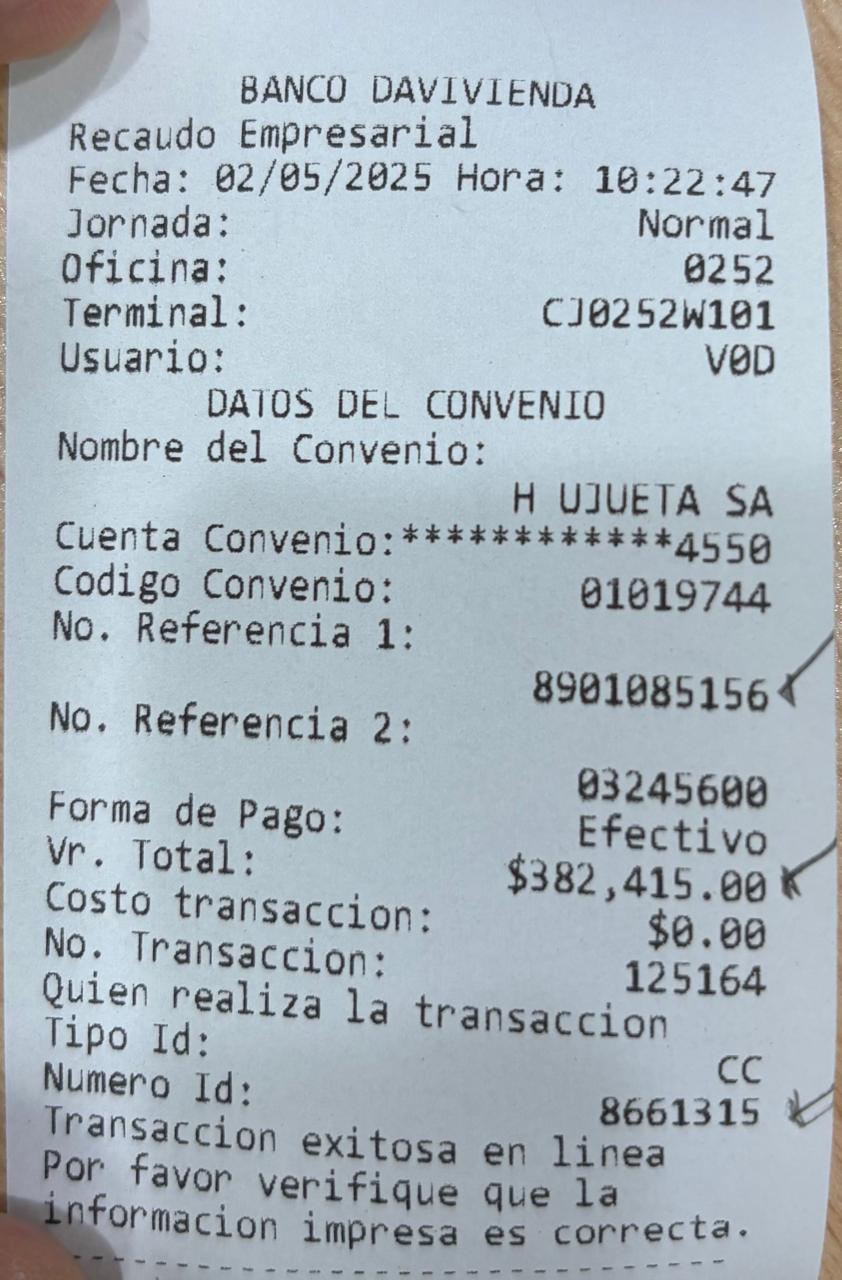 BANCO DAVIVIENDA
Recaudo Empresarial
Fecha: 02/05/2025 Hora: 10:22:47
Jornada: Normal
Oficina: 0252
Terminal: CJ0252W101
Usuario: V0D
DATOS DEL CONVENIO
Nombre del Convenio:
H UJUETA SA
Cuenta Convenio:************4550
Codigo Convenio: 01019744
No. Referencia 1:
8901085156
No. Referencia 2:
03245600
Forma de Pago: Efectivo
Vr. Total: $382,415.00
Costo transaccion: $0.00
No. Transaccion: 125164
Quien realiza la transaccion
Tipo Id: CC
Numero Id: 8661315
Transaccion exitosa en linea
Por favor verifique que la
informacion impresa es correcta.